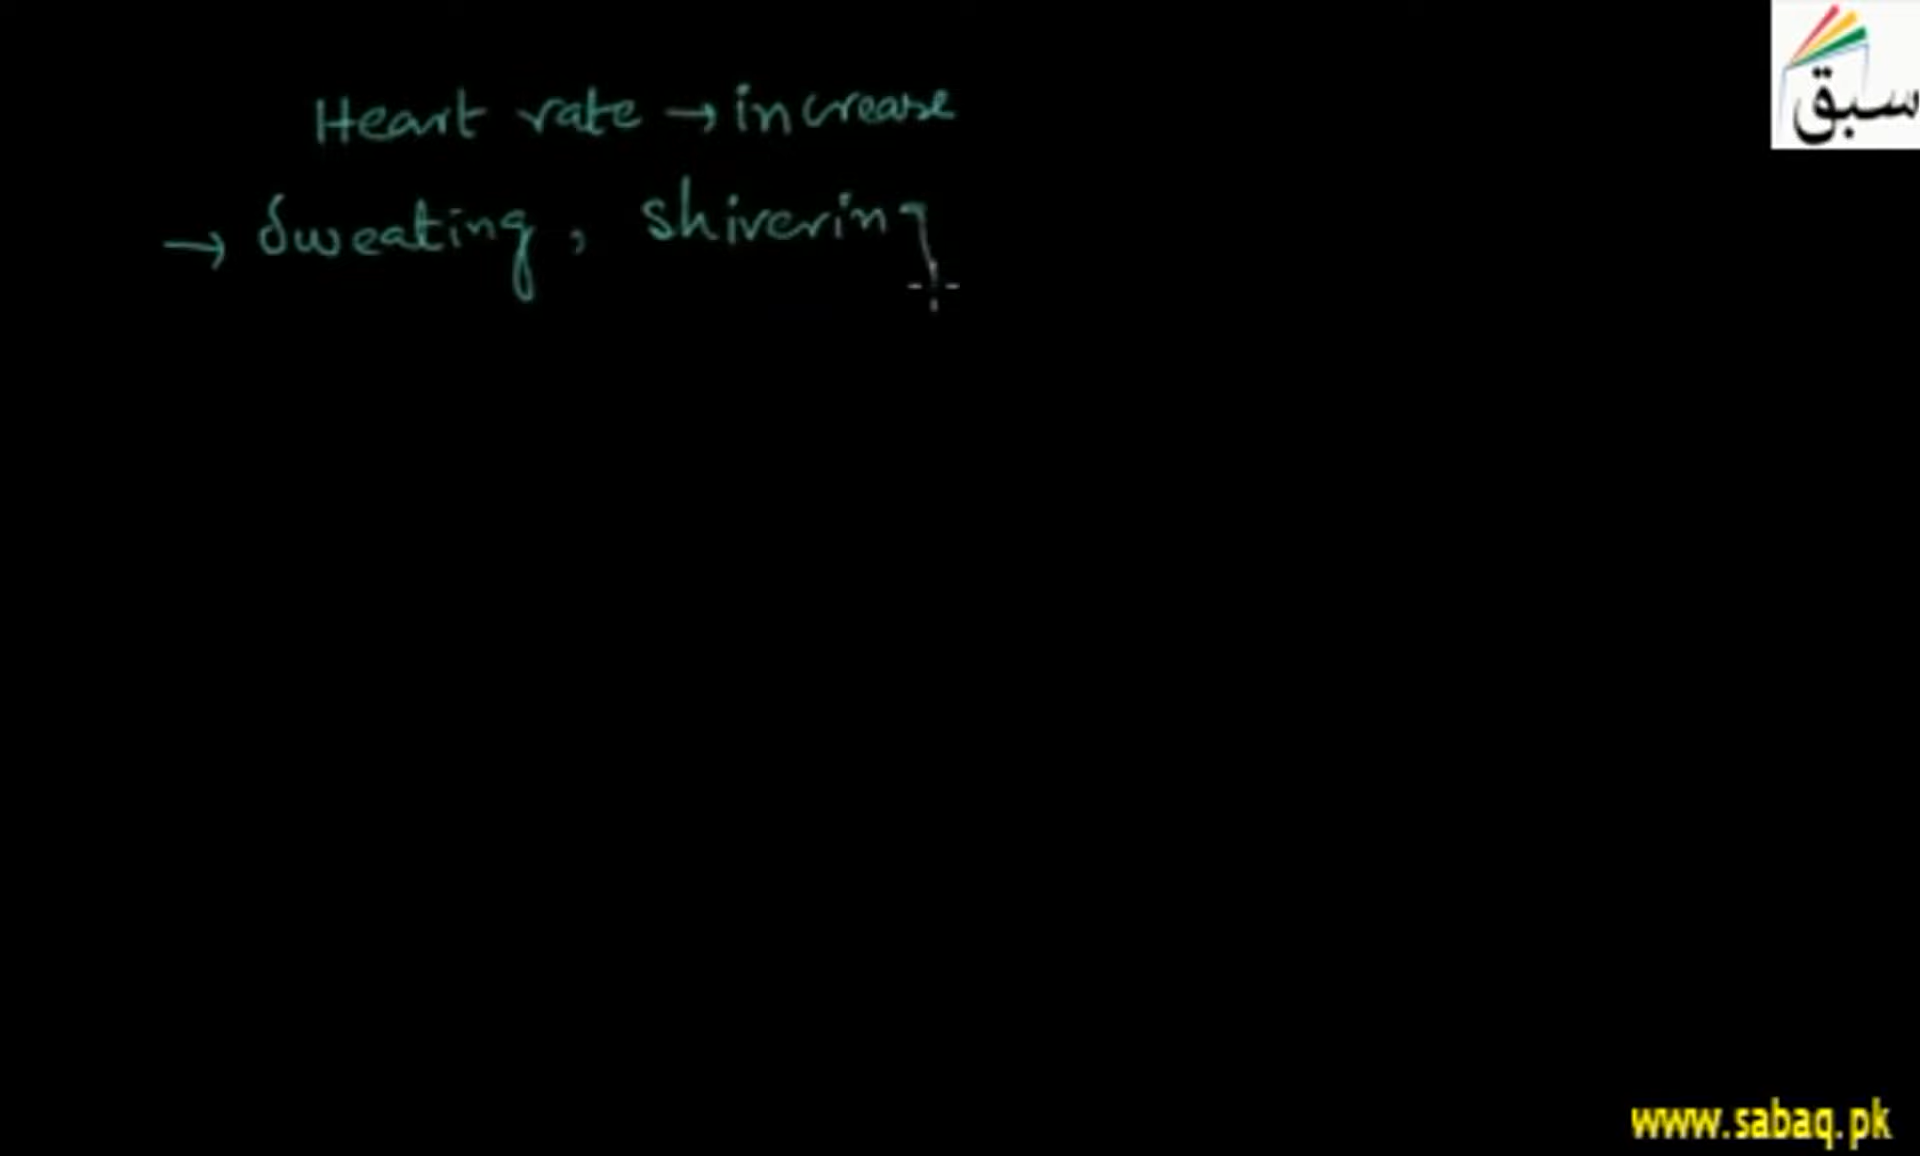 سبق
Heart rate → increase
→ Sweating, shivering
www.sabaq.pk